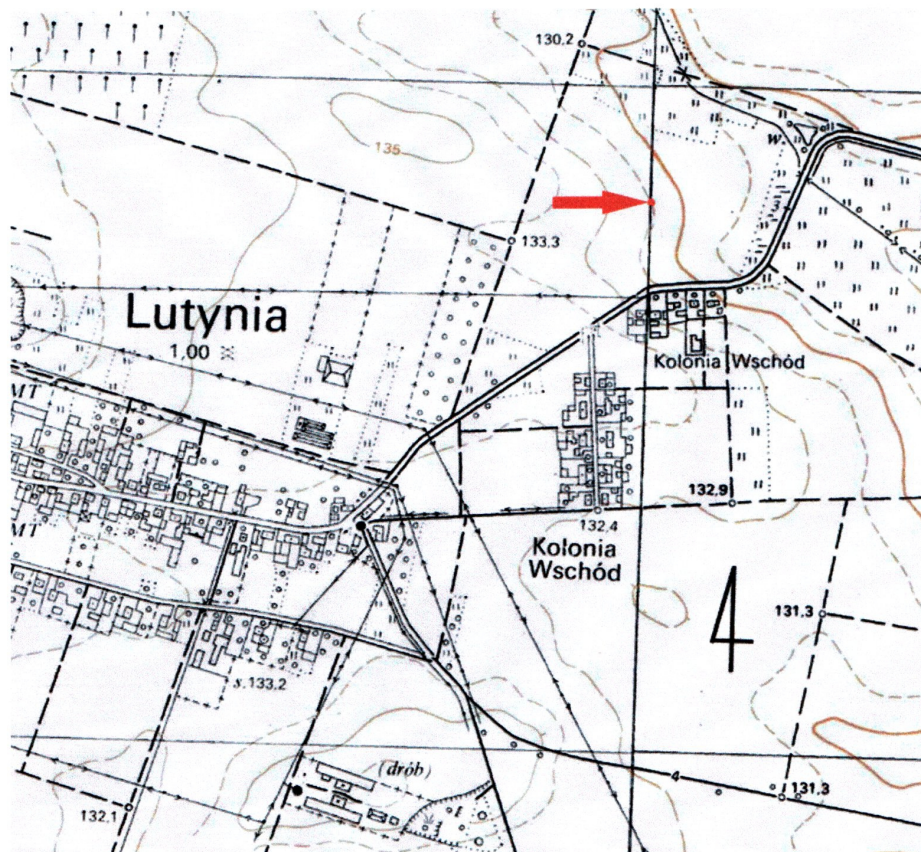 130.2
135
w.
133,3
Lutynia
1.00
Kolonia Wschód
MT
132,9
132,4
MT
Kolonia
Wschód
4
131.3
s.133.2
(drób)
4
131,3
132,1